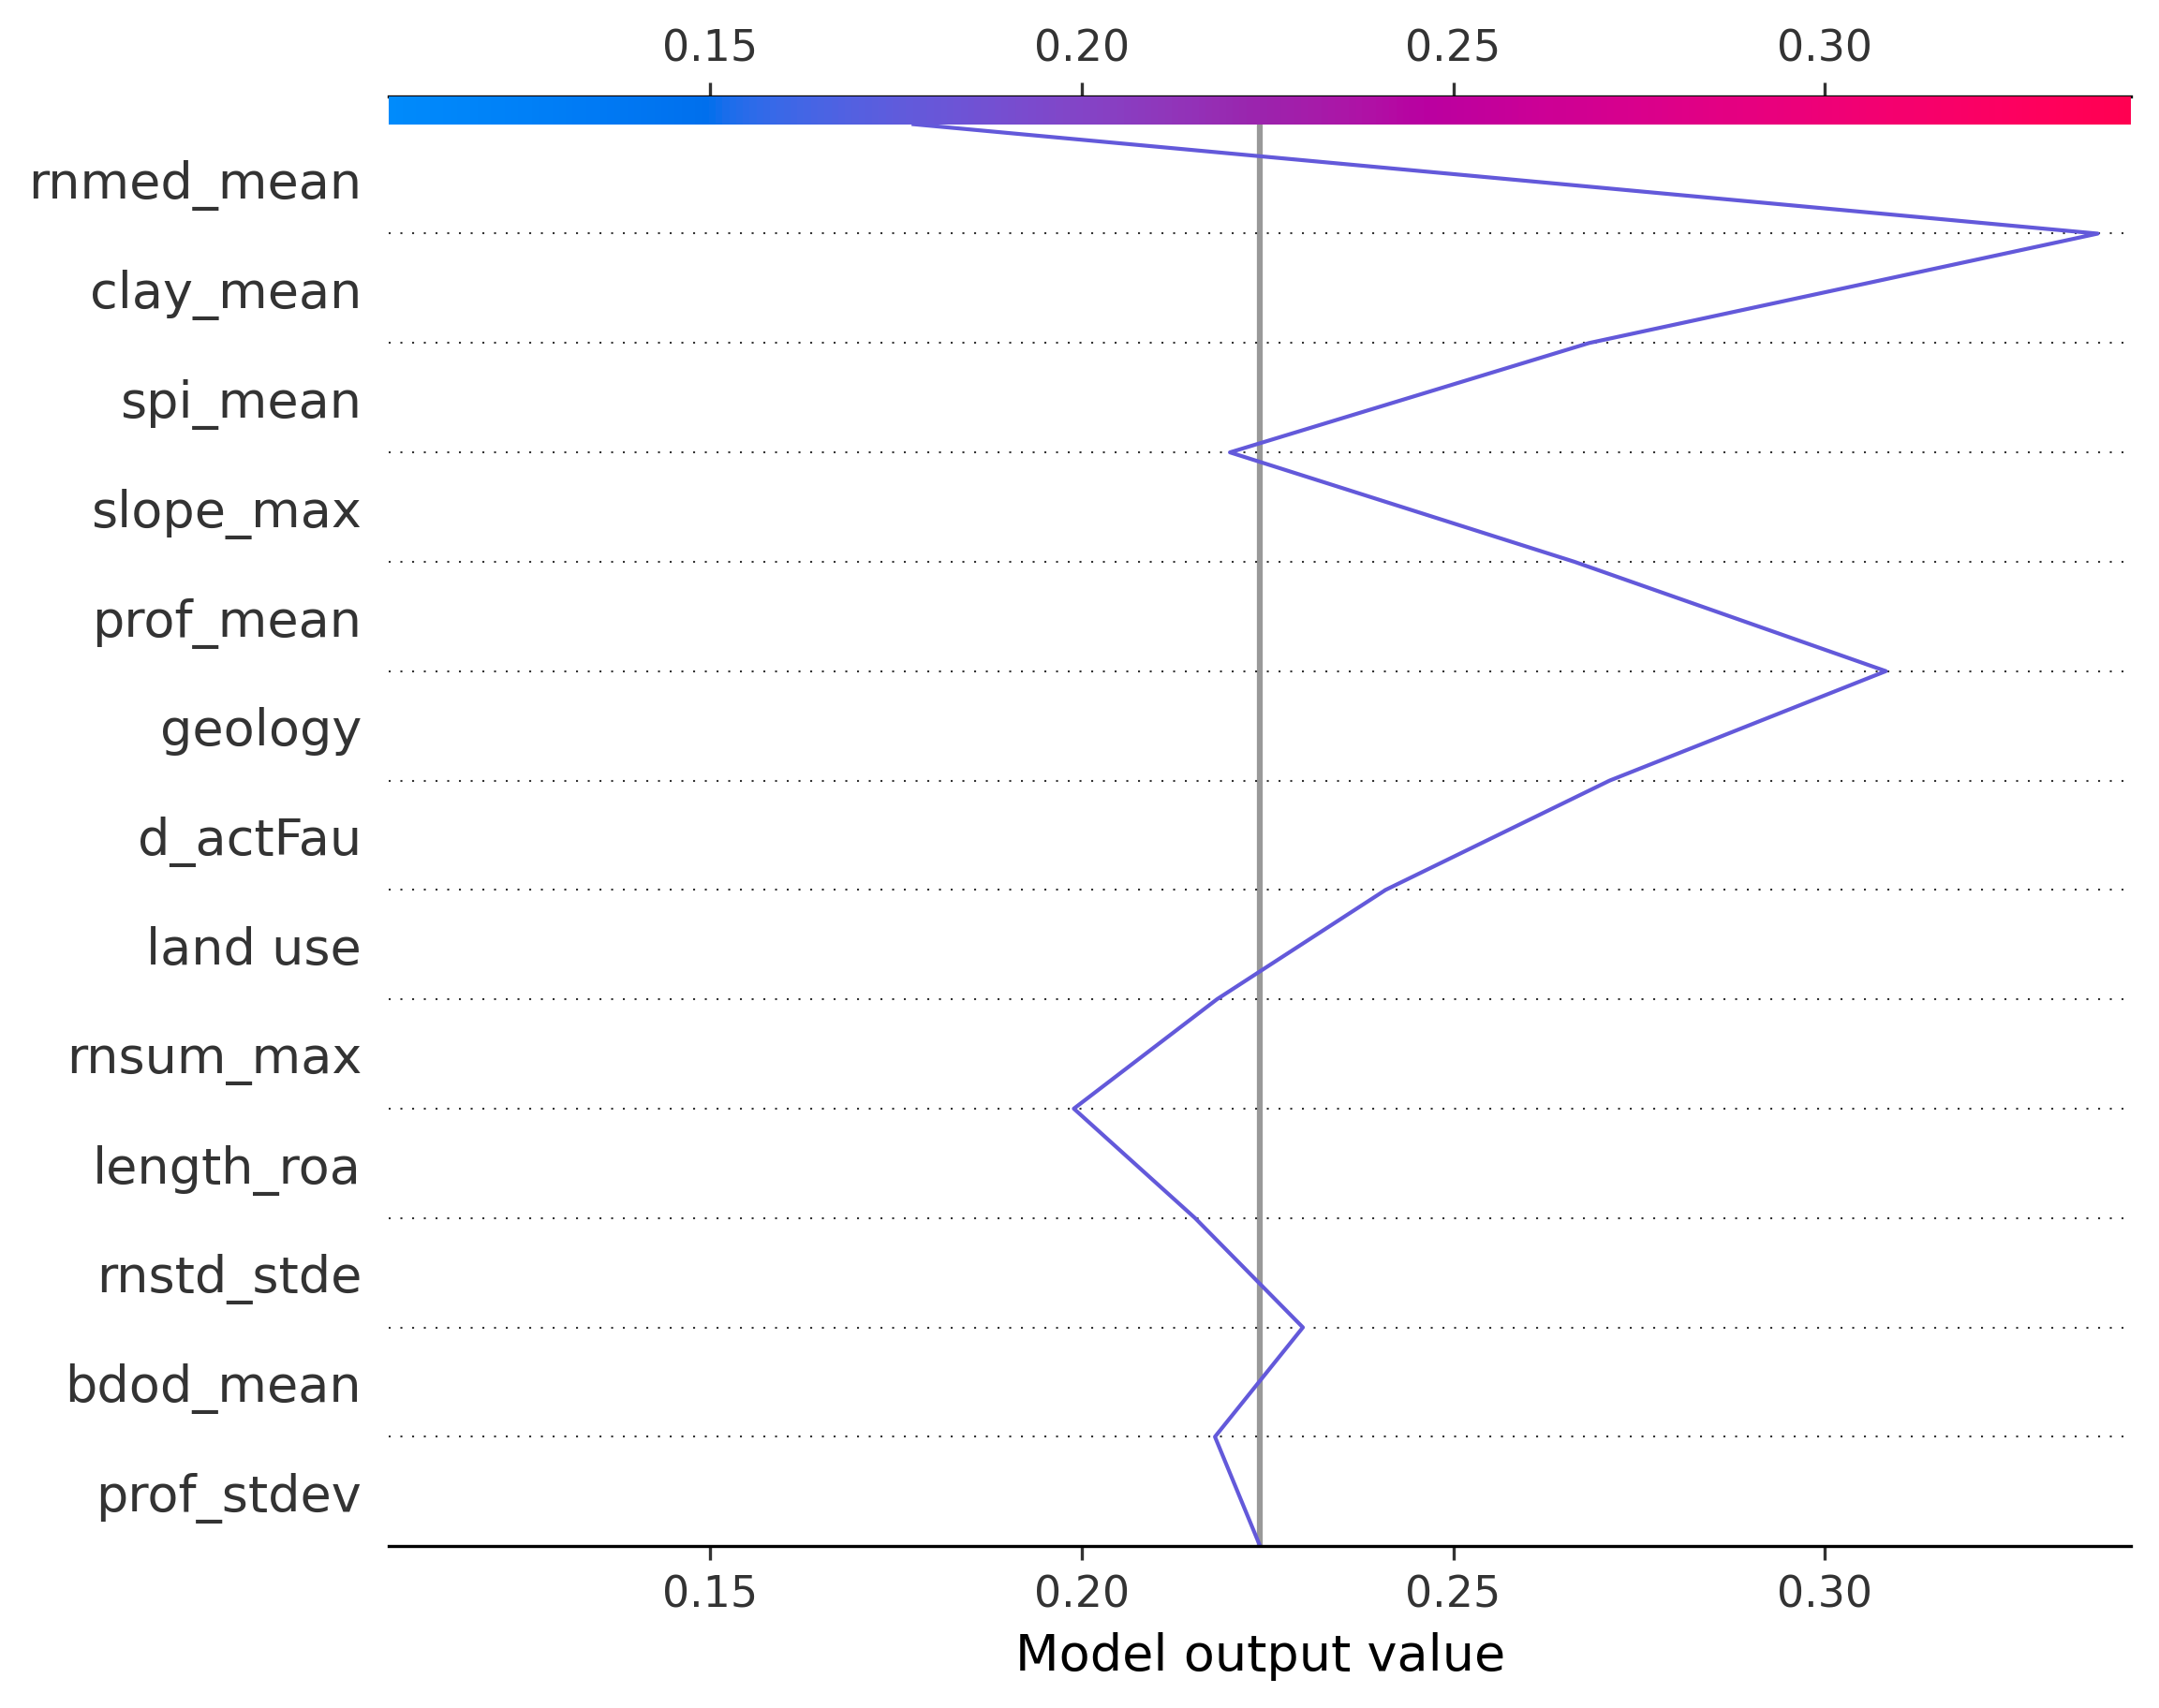 0.15 0.20 0.25 0.30
rnmed_mean
clay_mean
spi_mean
slope_max
prof_mean
geology
d_actFau
land use
rnsum_max
length_roa
rnstd_stde
bdod_mean
prof_stdev
0.15 0.20 0.25 0.30
Model output value